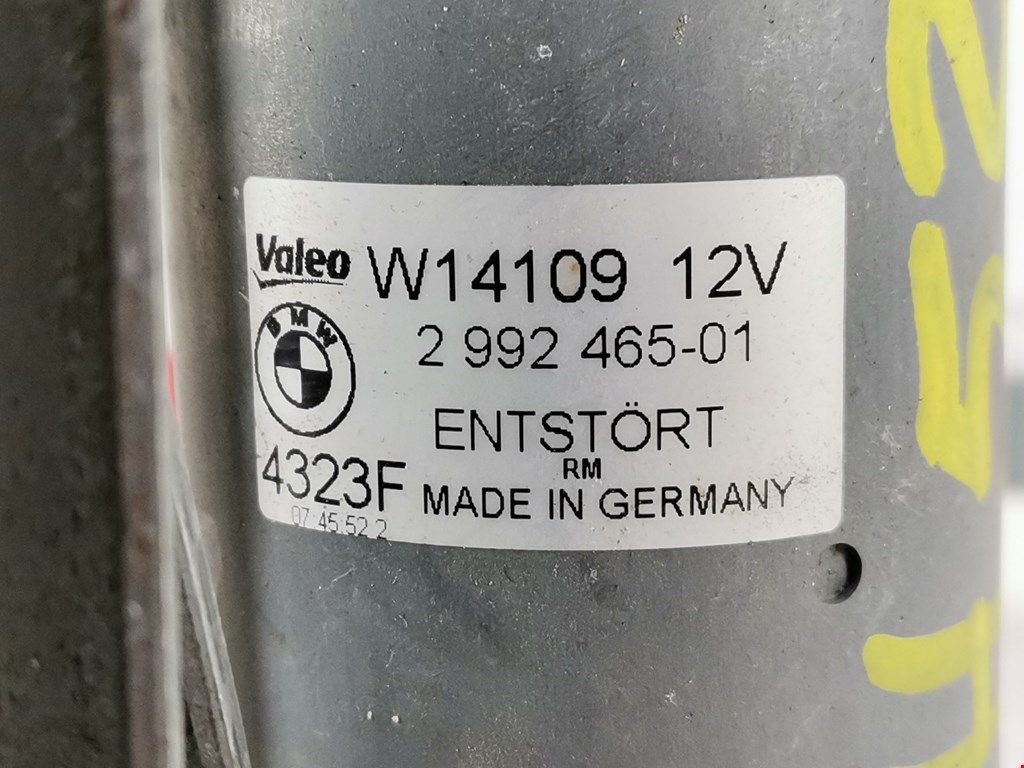 Valeo W14109 12V
BMW 2 992 465-01
ENTSTÖRT
RM
4323F MADE IN GERMANY
07:45:52 2